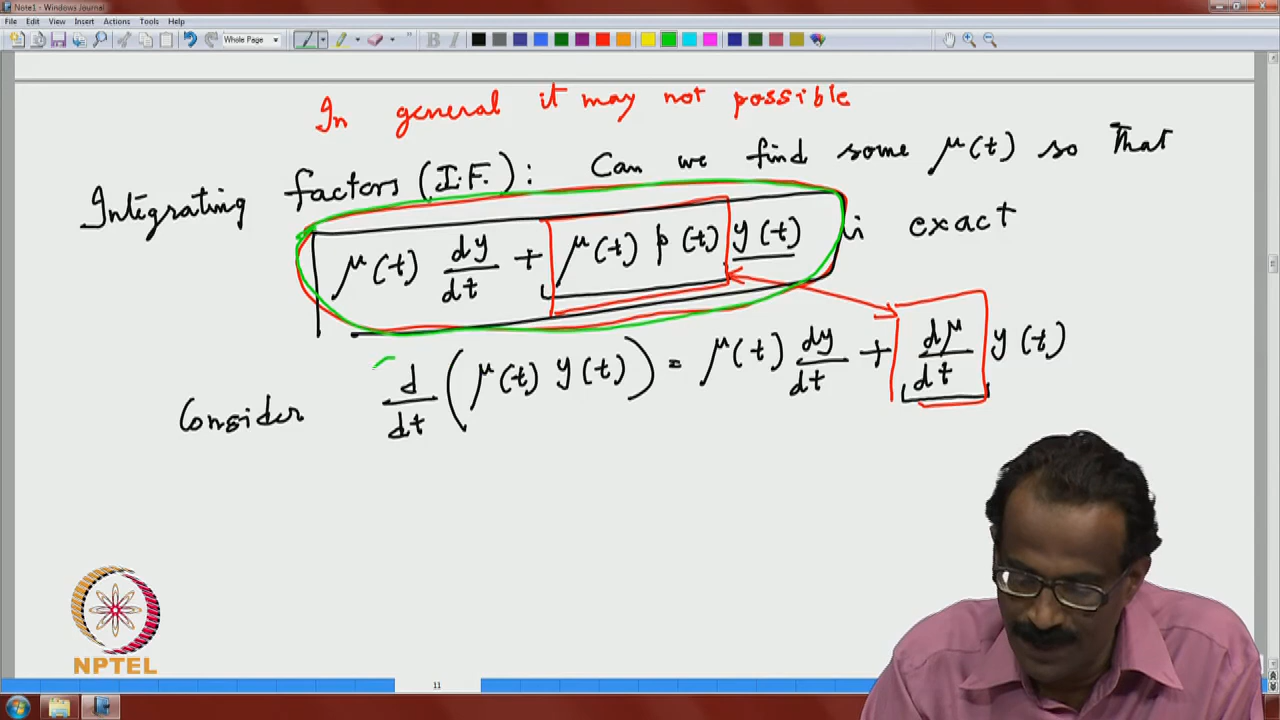 Note1 - Windows Journal
File Edit View Insert Actions Tools Help
Whole Page
B I
In general it may not possible
Integrating factors (I.F.): Can we find some μ(t) so that
μ(t) dy/dt + μ(t) p(t) y(t) is exact
Consider d/dt (μ(t) y(t)) = μ(t) dy/dt + dμ/dt y(t)
NPTEL
11